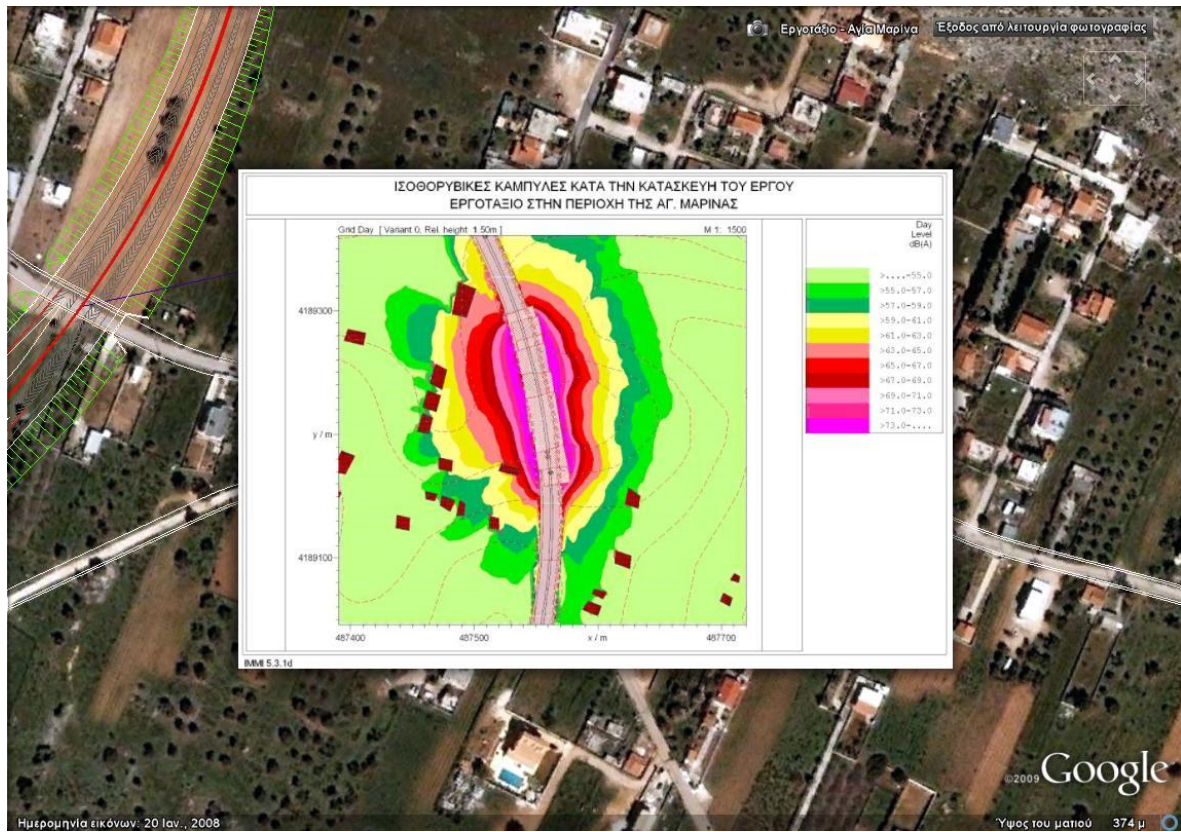 Εργοτάξιο - Αγία Μαρίνα
Έξοδος από λειτουργία φωτογραφίας
ΙΣΟΘΟΡΥΒΙΚΕΣ ΚΑΜΠΥΛΕΣ ΚΑΤΑ ΤΗΝ ΚΑΤΑΣΚΕΥΗ ΤΟΥ ΕΡΓΟΥ
ΕΡΓΟΤΑΞΙΟ ΣΤΗΝ ΠΕΡΙΟΧΗ ΤΗΣ ΑΓ. ΜΑΡΙΝΑΣ
Grid Day [ Variant 0, Rel. height 1.50m ]
M 1: 1500
Day
Level
dB(A)
>....-55.0
>55.0-57.0
>57.0-59.0
>59.0-61.0
>61.0-63.0
>63.0-65.0
>65.0-67.0
>67.0-69.0
>69.0-71.0
>71.0-73.0
>73.0-....
4189300
y / m
4189100
487400
487500
x / m
487700
IMMI 5.3.1d
©2009 Google
Ημερομηνία εικόνων: 20 Ιαν., 2008
Ύψος του ματιού 374 μ